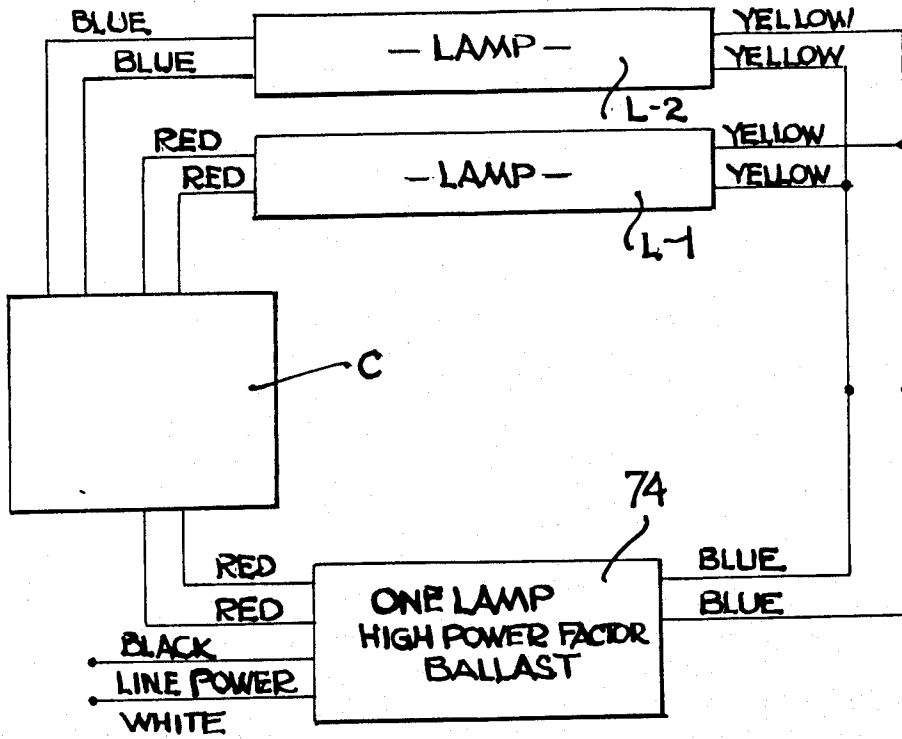 BLUE
YELLOW
BLUE
- LAMP -
YELLOW
L-2
RED
YELLOW
RED
- LAMP -
YELLOW
L-1
C
74
RED
BLUE
RED
ONE LAMP
BLUE
HIGH POWER FACTOR
BALLAST
BLACK
LINE POWER
WHITE